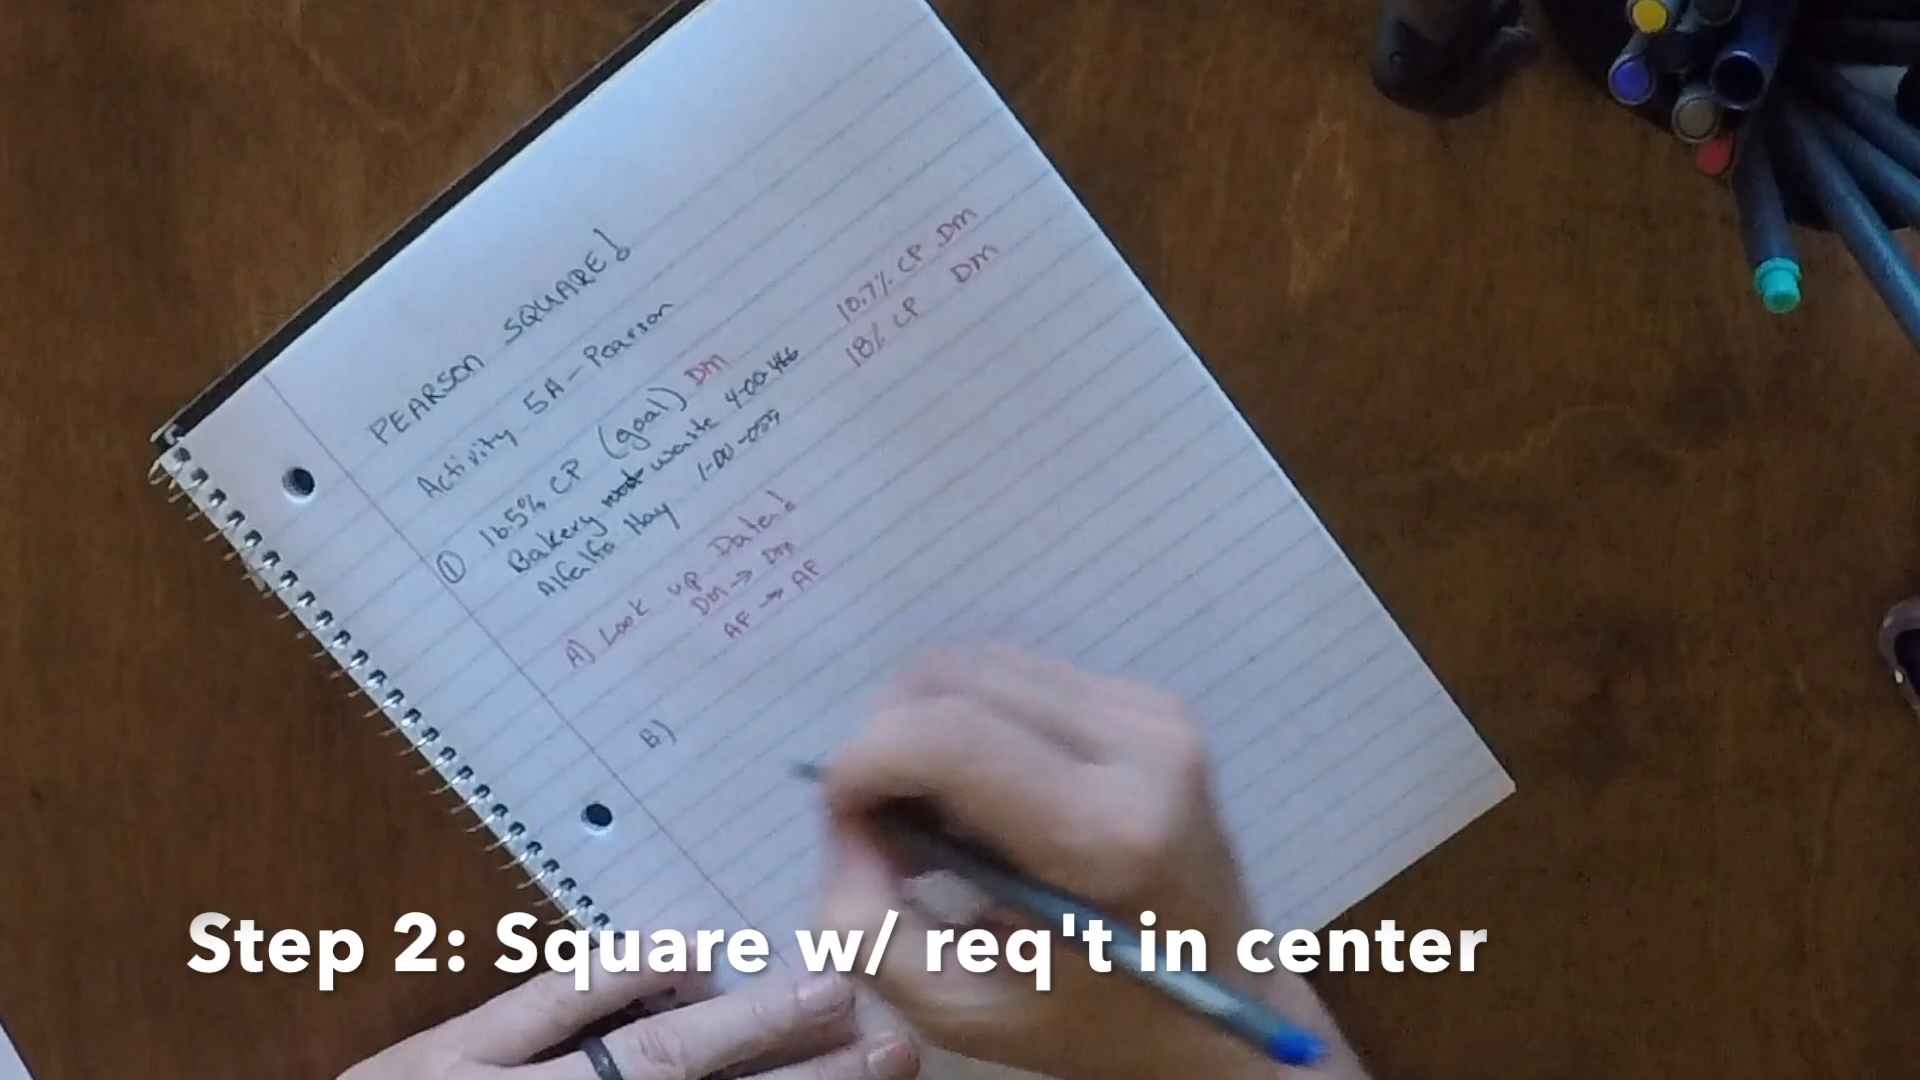 PEARSON SQUARE!
Activity 5A - Pearson
① 16.5% CP (goal) DM
Bakery waste 4-00-466 10.7% CP DM
Alfalfa Hay 1-00-059 18% CP DM
A) Look up Data!
DM → DM
AF → AF
B.)
Step 2: Square w/ req't in center